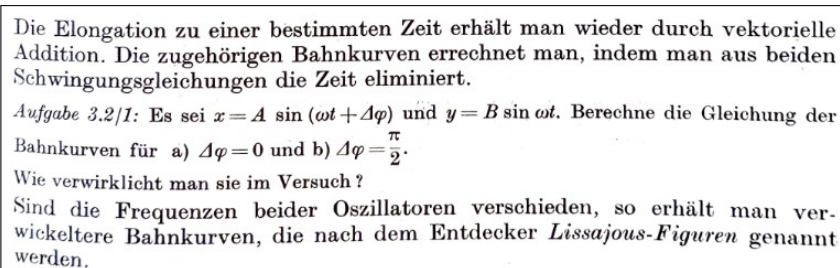 Die Elongation zu einer bestimmten Zeit erhält man wieder durch vektorielle
Addition. Die zugehörigen Bahnkurven errechnet man, indem man aus beiden
Schwingungsgleichungen die Zeit eliminiert.
Aufgabe 3.2/1: Es sei x = A sin (ωt + Δφ) und y = B sin ωt. Berechne die Gleichung der
Bahnkurven für a) Δφ = 0 und b) Δφ = π/2.
Wie verwirklicht man sie im Versuch?
Sind die Frequenzen beider Oszillatoren verschieden, so erhält man ver-
wickeltere Bahnkurven, die nach dem Entdecker Lissajous-Figuren genannt
werden.